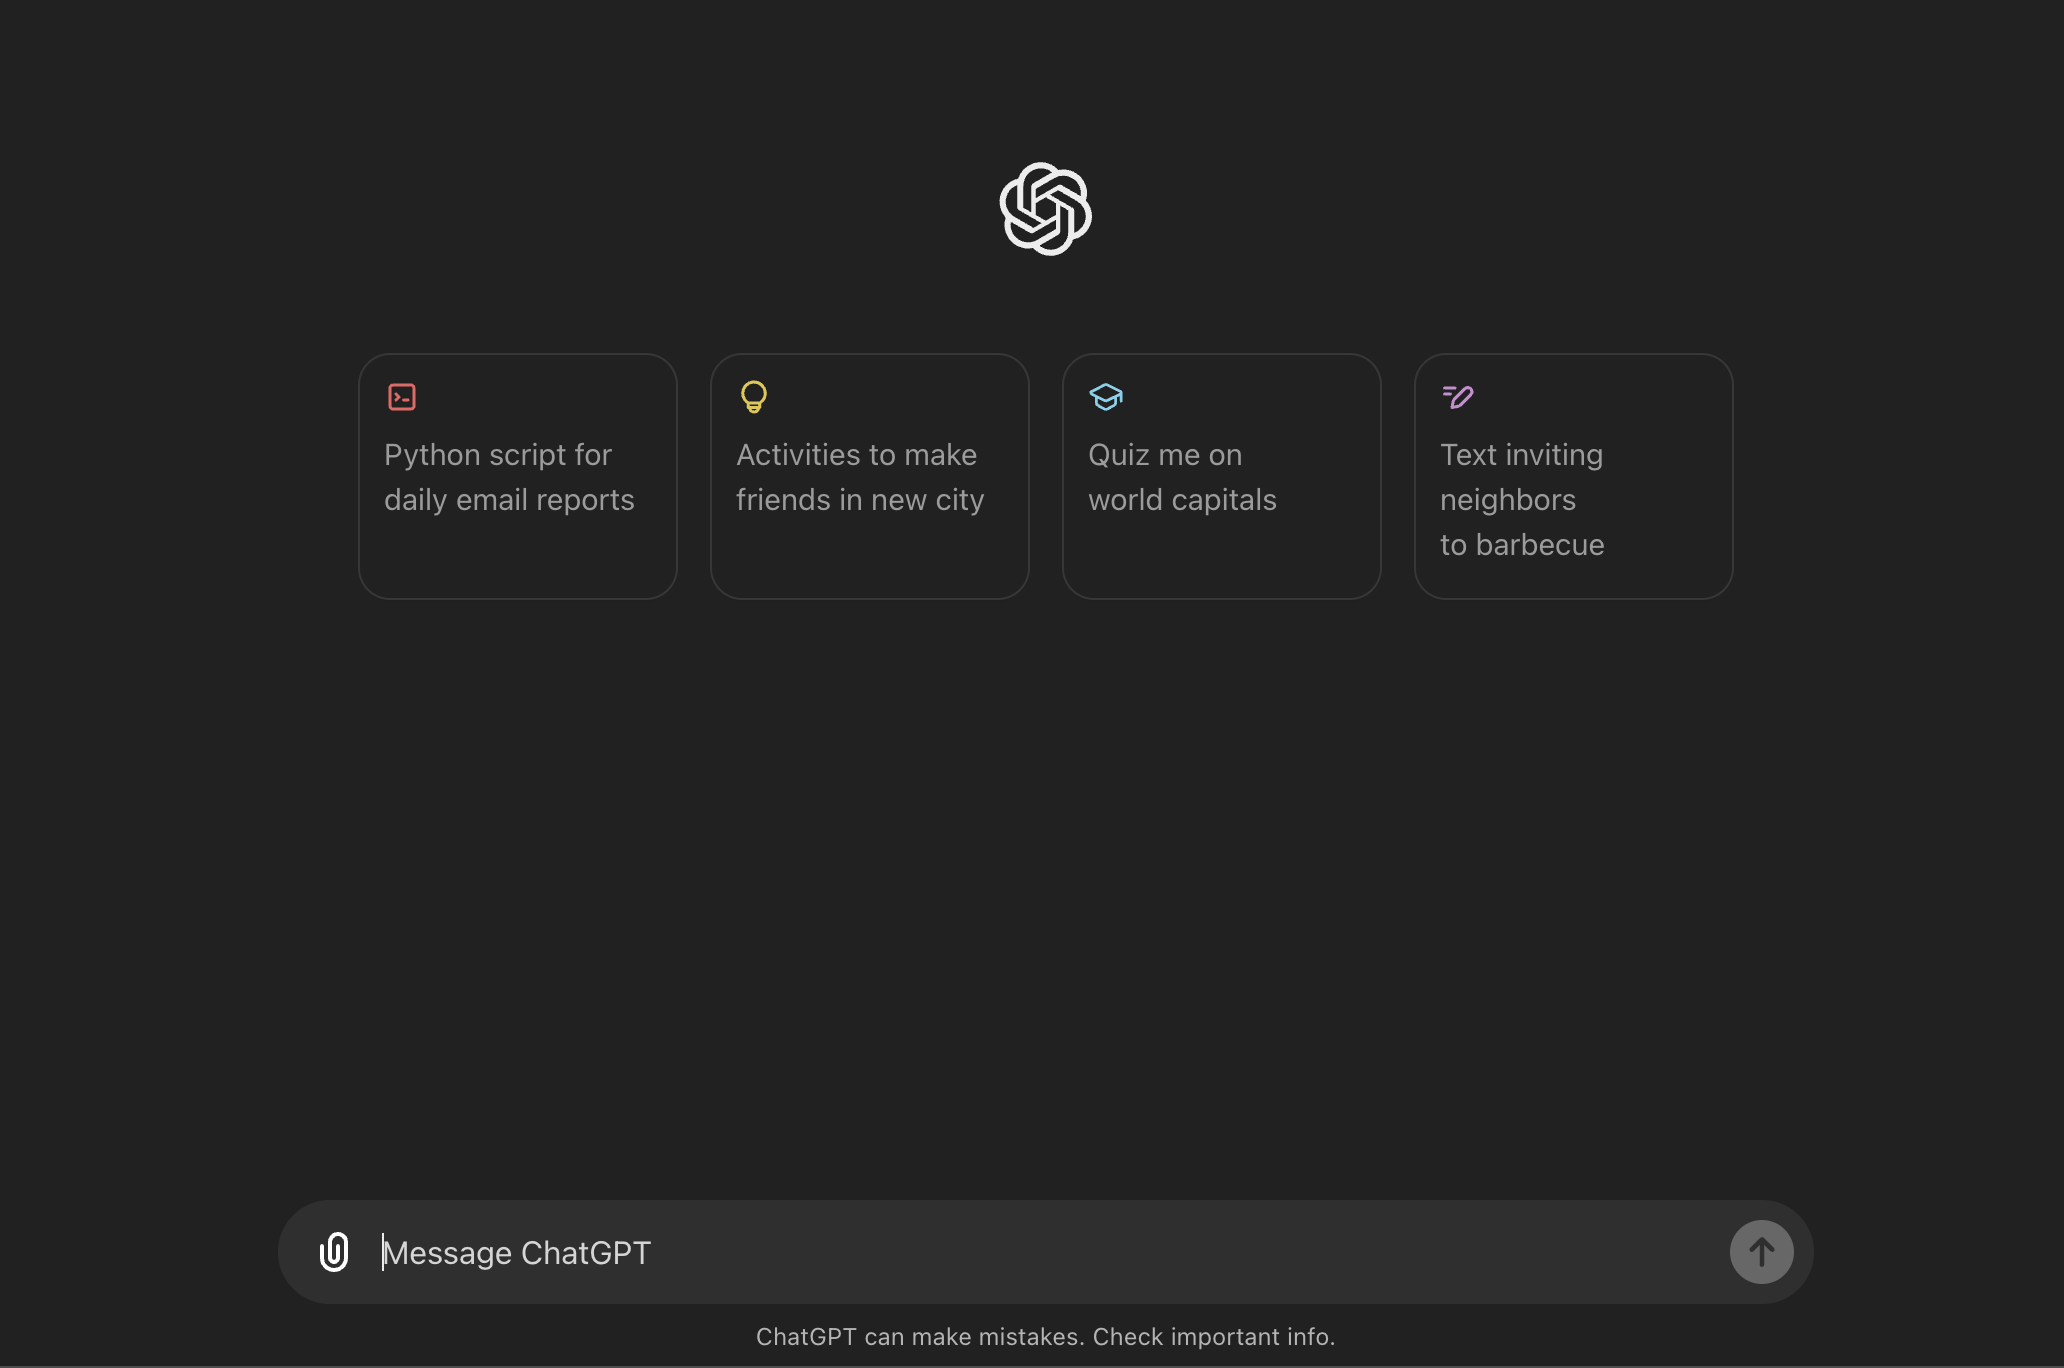 Python script for
daily email reports
Activities to make
friends in new city
Quiz me on
world capitals
Text inviting
neighbors
to barbecue
Message ChatGPT
ChatGPT can make mistakes. Check important info.